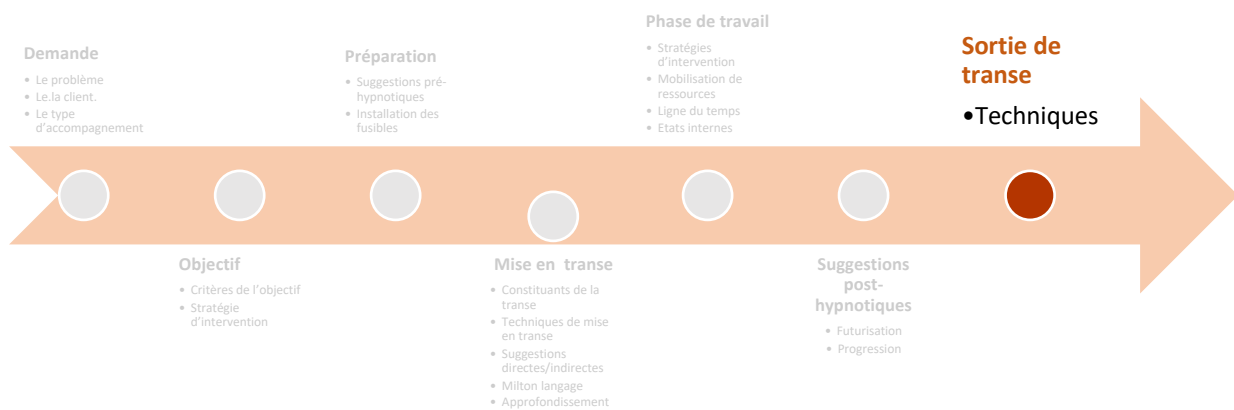 Demande
• Le problème
• Le.la client.
• Le type
d'accompagnement
Objectif
• Critères de l'objectif
• Stratégie
d'intervention
Préparation
• Suggestions pré-
hypnotiques
• Installation des
fusibles
Mise en transe
• Constituants de la
transe
• Techniques de mise
en transe
• Suggestions
directes/indirectes
• Milton langage
• Approfondissement
Phase de travail
• Stratégies
d'intervention
• Mobilisation de
ressources
• Ligne du temps
• Etats internes
Suggestions
post-
hypnotiques
• Futurisation
• Progression
Sortie de
transe
•Techniques